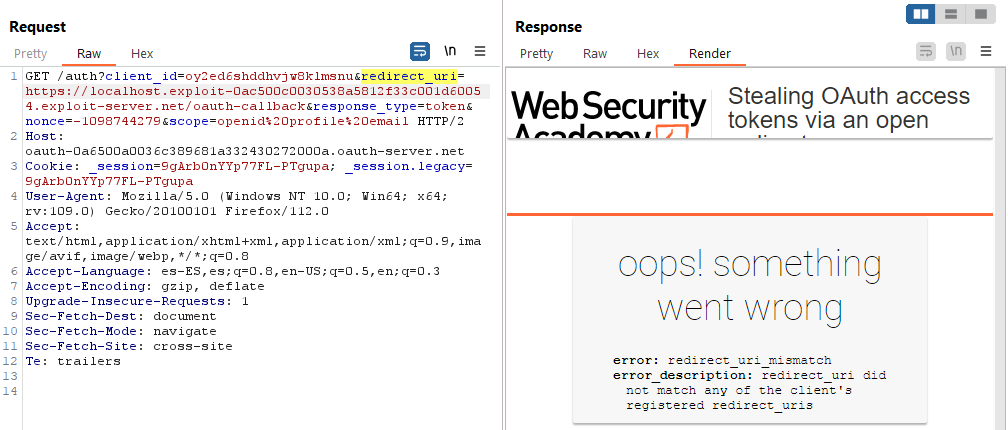 Request
Pretty Raw Hex \n
1 GET /auth?client_id=oy2ed6shddhvjw8klmsnu&redirect_uri=
https://localhost.exploit-0ac500c0030538a5812f33c001d6005
4.exploit-server.net/oauth-callback&response_type=token&
nonce=-1098744279&scope=openid%20profile%20email HTTP/2
2 Host:
oauth-0a6500a0036c389681a332430272000a.oauth-server.net
3 Cookie: _session=9gArbOnYYp77FL-PTgupa; _session.legacy=
9gArbOnYYp77FL-PTgupa
4 User-Agent: Mozilla/5.0 (Windows NT 10.0; Win64; x64;
rv:109.0) Gecko/20100101 Firefox/112.0
5 Accept:
text/html,application/xhtml+xml,application/xml;q=0.9,ima
ge/avif,image/webp,*/*;q=0.8
6 Accept-Language: es-ES,es;q=0.8,en-US;q=0.5,en;q=0.3
7 Accept-Encoding: gzip, deflate
8 Upgrade-Insecure-Requests: 1
9 Sec-Fetch-Dest: document
10 Sec-Fetch-Mode: navigate
11 Sec-Fetch-Site: cross-site
12 Te: trailers
13
14
Response
Pretty Raw Hex Render \n
WebSecurity
Academy
Stealing OAuth access
tokens via an open
oops! something
went wrong
error: redirect_uri_mismatch
error_description: redirect_uri did
not match any of the client's
registered redirect_uris